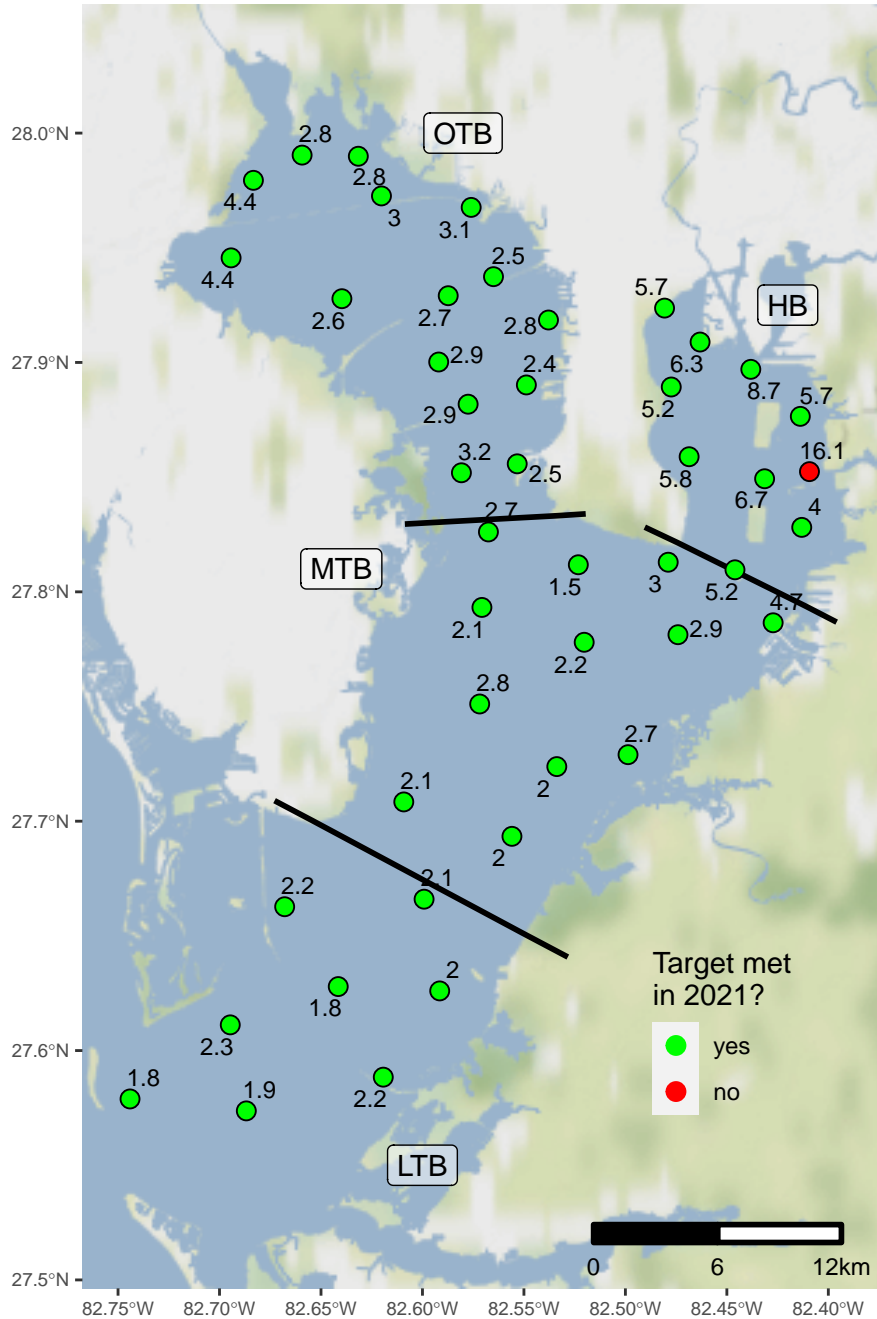 28.0°N
27.9°N
27.8°N
27.7°N
27.6°N
27.5°N
OTB
2.8
2.8
4.4
3
3.1
4.4
2.5
2.6
2.7
2.8
5.7
HB
2.9
2.4
6.3
8.7
5.2
5.7
2.9
3.2
2.5
5.8
16.1
6.7
4
2.7
MTB
1.5
3
5.2
4.7
2.1
2.2
2.9
2.8
2.7
2
2.1
2
2.1
2.2
2
1.8
2.3
1.8
1.9
2.2
LTB
Target met
in 2021?
yes
no
0 6 12km
82.75°W 82.70°W 82.65°W 82.60°W 82.55°W 82.50°W 82.45°W 82.40°W